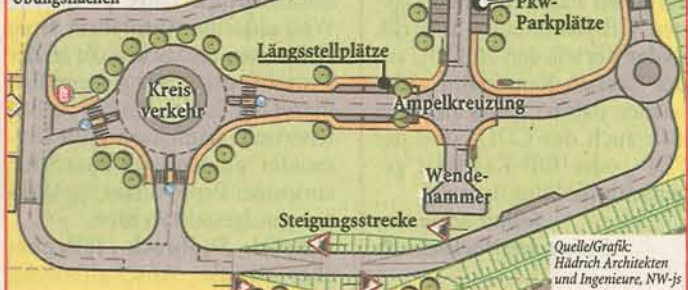 Übungsflächen
Pkw-
Parkplätze
Längsstellplätze
Kreis
verkehr
Ampelkreuzung
Wende-
hammer
Steigungsstrecke
Quelle/Grafik:
Hädrich Architekten
und Ingenieure, NW-js